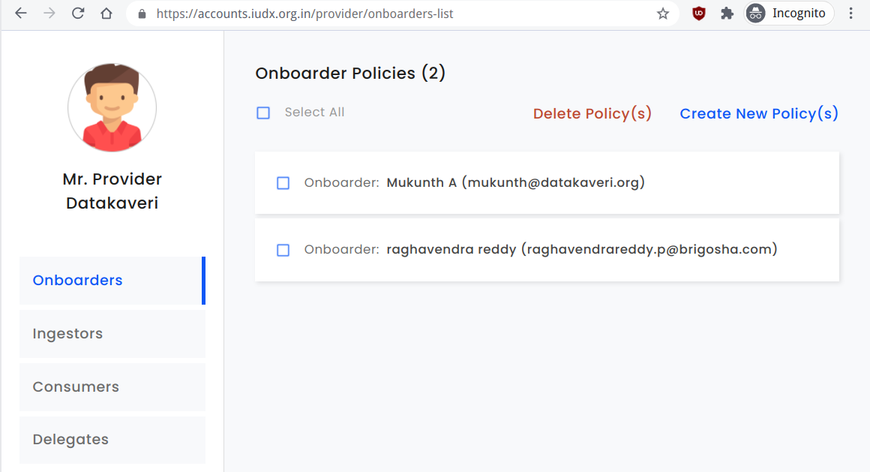 https://accounts.iudx.org.in/provider/onboarders-list
Incognito
Mr. Provider
Datakaveri
Onboarders
Ingestors
Consumers
Delegates
Onboarder Policies (2)
Select All
Delete Policy(s)
Create New Policy(s)
Onboarder: Mukunth A (mukunth@datakaveri.org)
Onboarder: raghavendra reddy (raghavendrareddy.p@brigosha.com)